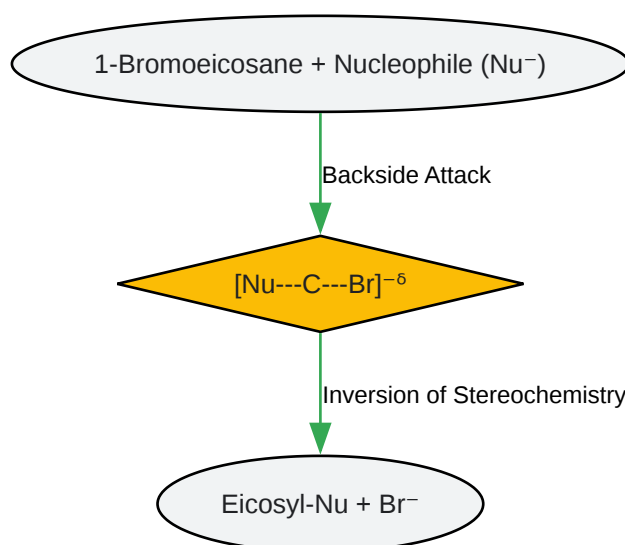 1-Bromoeicosane + Nucleophile (Nu⁻)
Backside Attack
[Nu---C---Br]⁻ᵟ
Inversion of Stereochemistry
Eicosyl-Nu + Br⁻